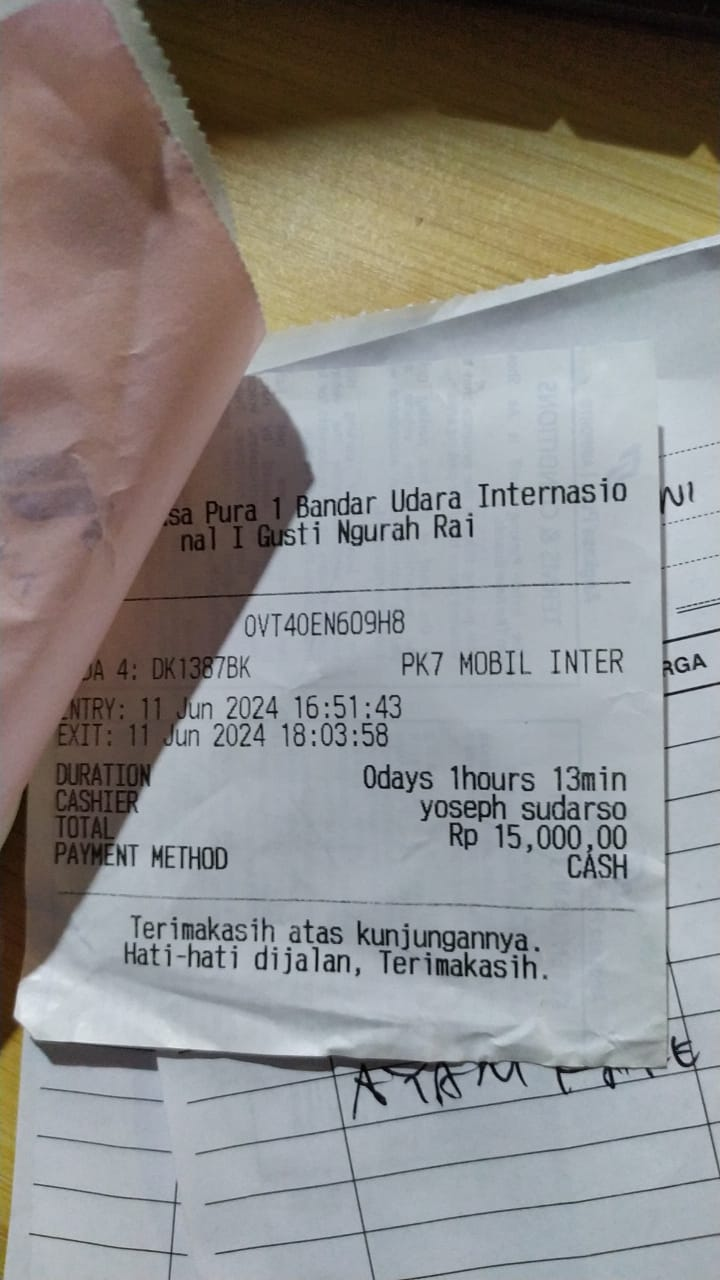 sa Pura 1 Bandar Udara Internasio
nal I Gusti Ngurah Rai
0VT40EN609H8
DA 4: DK1387BK PK7 MOBIL INTER
ENTRY: 11 Jun 2024 16:51:43
EXIT: 11 Jun 2024 18:03:58
DURATION 0days 1hours 13min
CASHIER yoseph sudarso
TOTAL Rp 15,000,00
PAYMENT METHOD CASH
Terimakasih atas kunjungannya.
Hati-hati dijalan, Terimakasih.
NI
RGA
AYAM